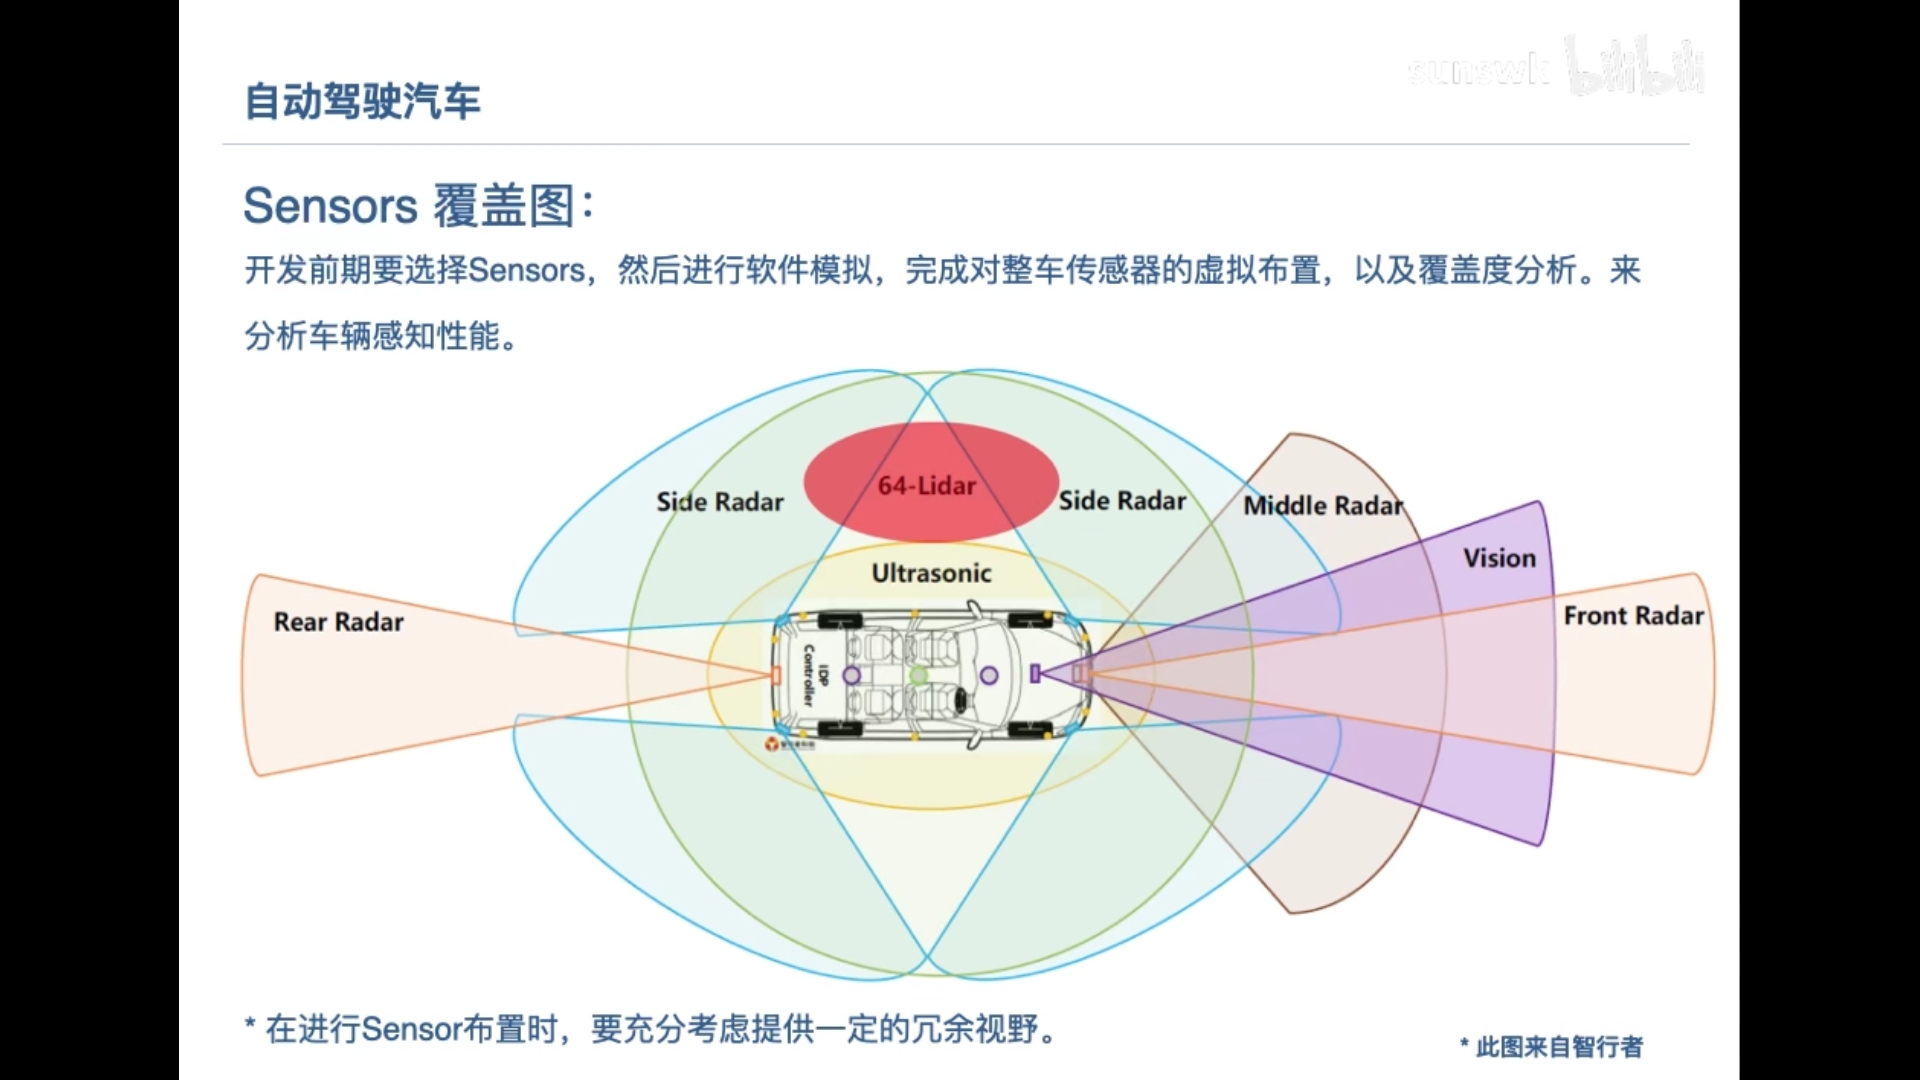 sunswk bilibili
自动驾驶汽车
Sensors 覆盖图：
开发前期要选择Sensors，然后进行软件模拟，完成对整车传感器的虚拟布置，以及覆盖度分析。来
分析车辆感知性能。
64-Lidar
Side Radar
Side Radar
Middle Radar
Vision
Ultrasonic
Rear Radar
Front Radar
IDP
Controller
* 在进行Sensor布置时，要充分考虑提供一定的冗余视野。
* 此图来自智行者